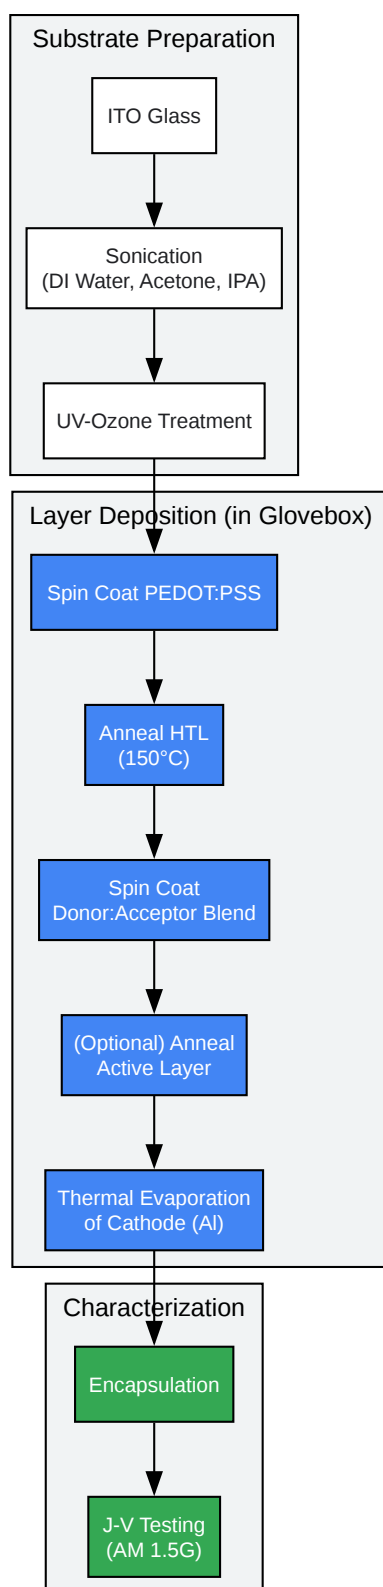 Substrate Preparation
ITO Glass
Sonication
(DI Water, Acetone, IPA)
UV-Ozone Treatment
Layer Deposition (in Glovebox)
Spin Coat PEDOT:PSS
Anneal HTL
(150°C)
Spin Coat
Donor:Acceptor Blend
(Optional) Anneal
Active Layer
Thermal Evaporation
of Cathode (Al)
Characterization
Encapsulation
J-V Testing
(AM 1.5G)